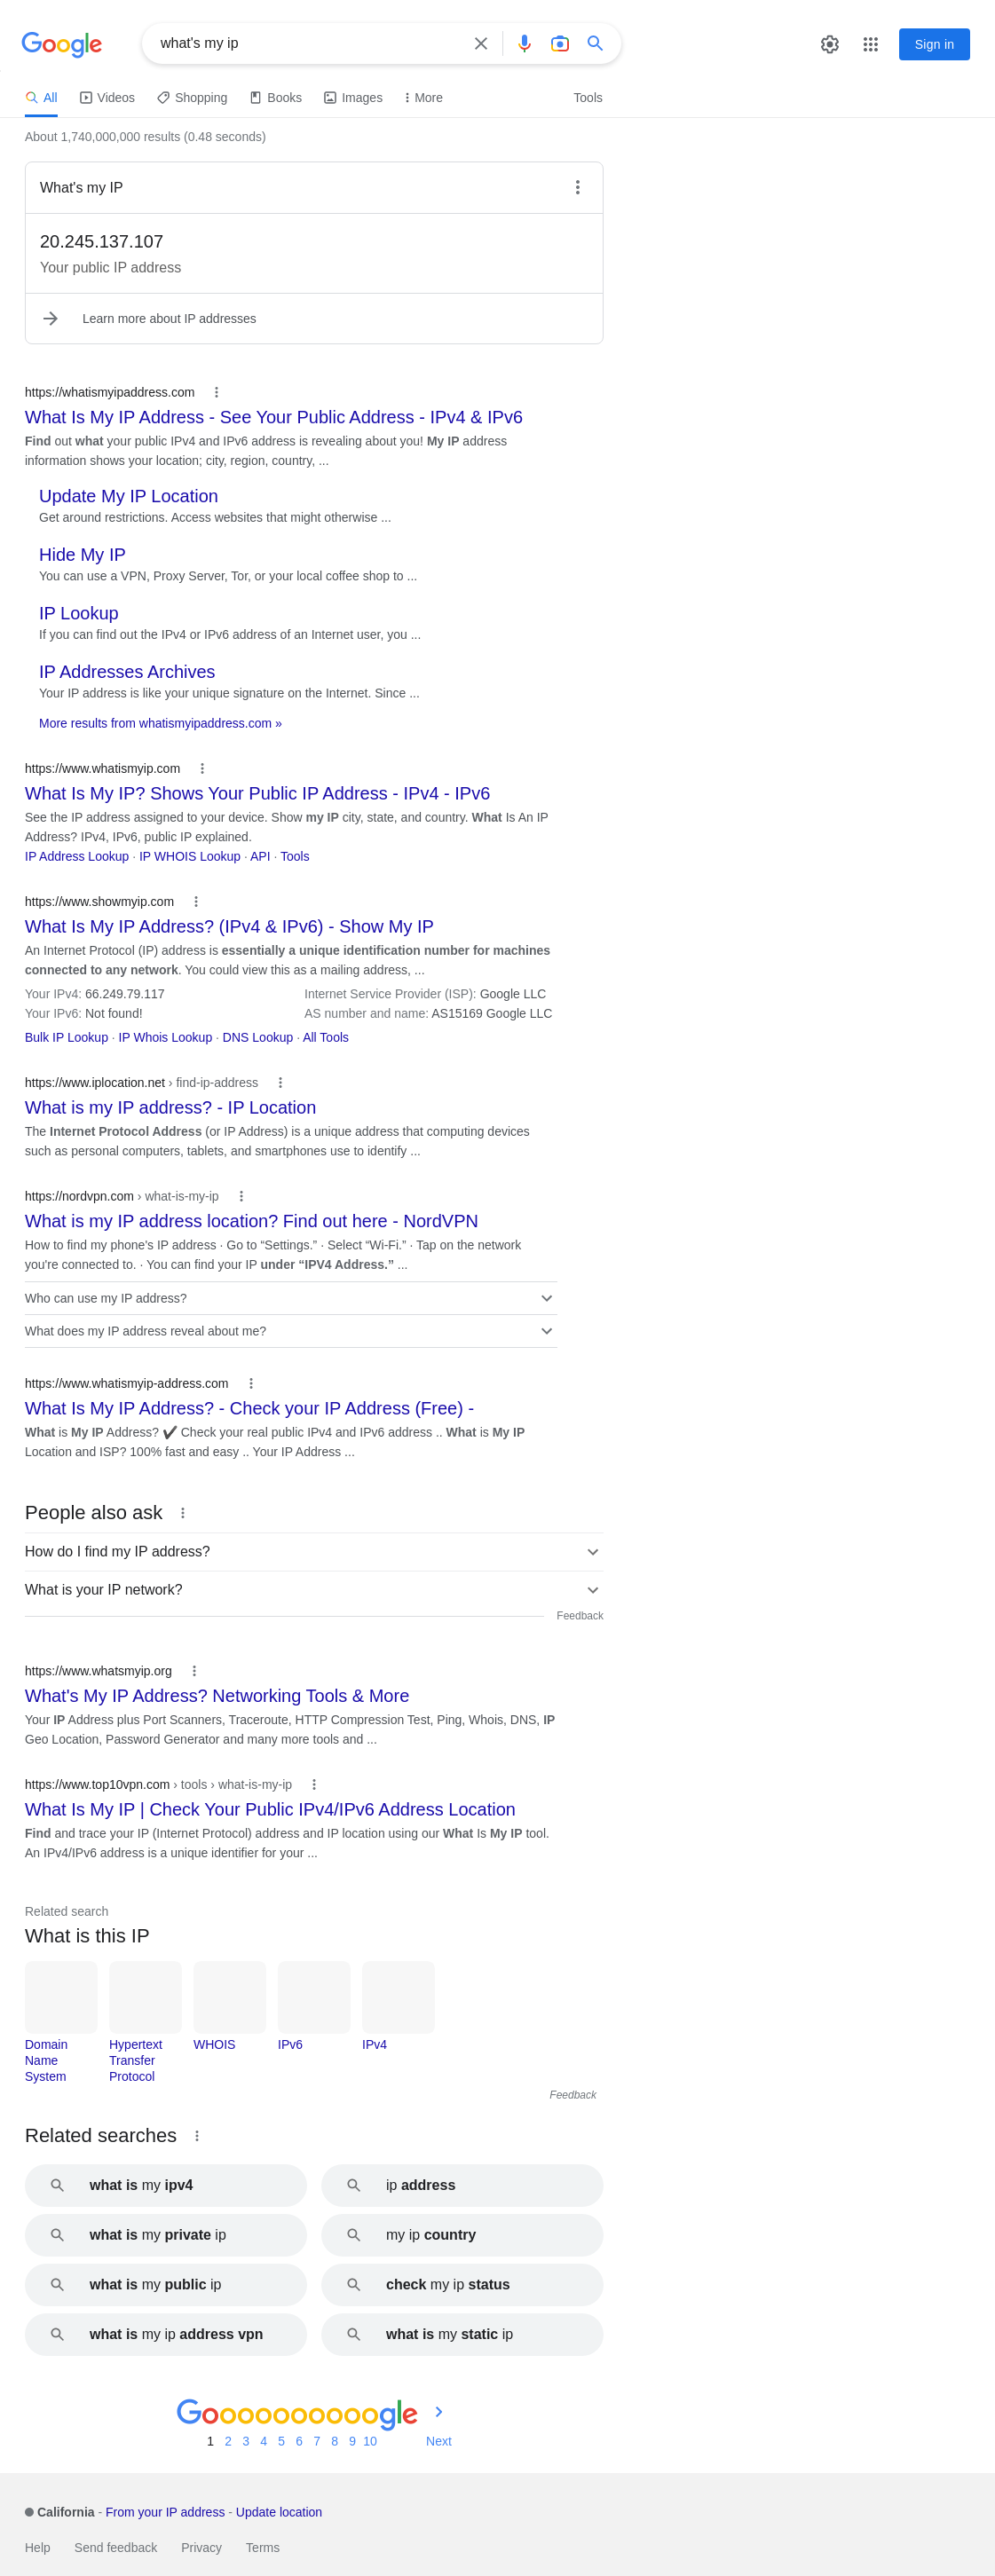 Google
what's my ip
Sign in
All
Videos
Shopping
Books
Images
More
Tools
About 1,740,000,000 results (0.48 seconds)
What's my IP
20.245.137.107
Your public IP address
Learn more about IP addresses
https://whatismyipaddress.com
What Is My IP Address - See Your Public Address - IPv4 & IPv6
Find out what your public IPv4 and IPv6 address is revealing about you! My IP address
information shows your location; city, region, country, ...
Update My IP Location
Get around restrictions. Access websites that might otherwise ...
Hide My IP
You can use a VPN, Proxy Server, Tor, or your local coffee shop to ...
IP Lookup
If you can find out the IPv4 or IPv6 address of an Internet user, you ...
IP Addresses Archives
Your IP address is like your unique signature on the Internet. Since ...
More results from whatismyipaddress.com »
https://www.whatismyip.com
What Is My IP? Shows Your Public IP Address - IPv4 - IPv6
See the IP address assigned to your device. Show my IP city, state, and country. What Is An IP
Address? IPv4, IPv6, public IP explained.
IP Address Lookup · IP WHOIS Lookup · API · Tools
https://www.showmyip.com
What Is My IP Address? (IPv4 & IPv6) - Show My IP
An Internet Protocol (IP) address is essentially a unique identification number for machines
connected to any network. You could view this as a mailing address, ...
Your IPv4: 66.249.79.117
Internet Service Provider (ISP): Google LLC
Your IPv6: Not found!
AS number and name: AS15169 Google LLC
Bulk IP Lookup · IP Whois Lookup · DNS Lookup · All Tools
https://www.iplocation.net › find-ip-address
What is my IP address? - IP Location
The Internet Protocol Address (or IP Address) is a unique address that computing devices
such as personal computers, tablets, and smartphones use to identify ...
https://nordvpn.com › what-is-my-ip
What is my IP address location? Find out here - NordVPN
How to find my phone's IP address · Go to “Settings.” · Select “Wi-Fi.” · Tap on the network
you're connected to. · You can find your IP under “IPV4 Address.” ...
Who can use my IP address?
What does my IP address reveal about me?
https://www.whatismyip-address.com
What Is My IP Address? - Check your IP Address (Free) -
What is My IP Address? ✔ Check your real public IPv4 and IPv6 address .. What is My IP
Location and ISP? 100% fast and easy .. Your IP Address ...
People also ask
How do I find my IP address?
What is your IP network?
Feedback
https://www.whatsmyip.org
What's My IP Address? Networking Tools & More
Your IP Address plus Port Scanners, Traceroute, HTTP Compression Test, Ping, Whois, DNS, IP
Geo Location, Password Generator and many more tools and ...
https://www.top10vpn.com › tools › what-is-my-ip
What Is My IP | Check Your Public IPv4/IPv6 Address Location
Find and trace your IP (Internet Protocol) address and IP location using our What Is My IP tool.
An IPv4/IPv6 address is a unique identifier for your ...
Related search
What is this IP
Domain
Name
System
Hypertext
Transfer
Protocol
WHOIS
IPv6
IPv4
Feedback
Related searches
what is my ipv4
ip address
what is my private ip
my ip country
what is my public ip
check my ip status
what is my ip address vpn
what is my static ip
Goooooooooogle
1 2 3 4 5 6 7 8 9 10 Next
California - From your IP address - Update location
Help
Send feedback
Privacy
Terms